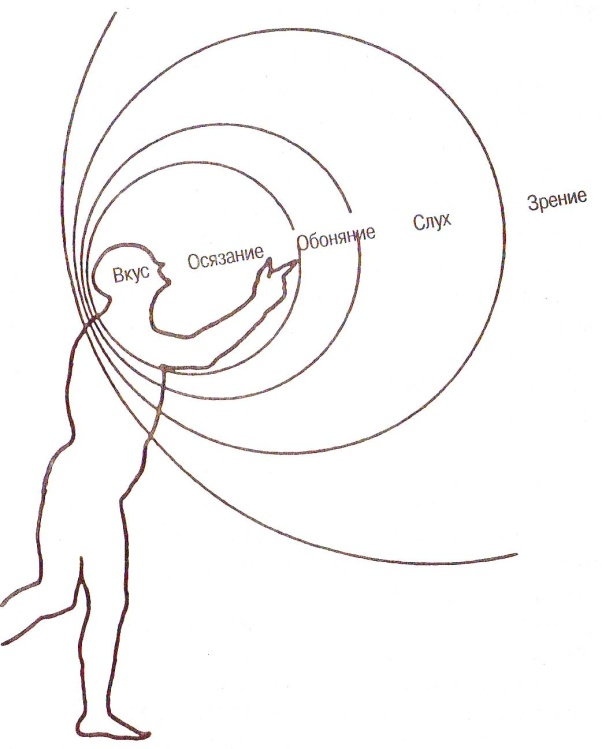 Вкус
Осязание
Обоняние
Слух
Зрение